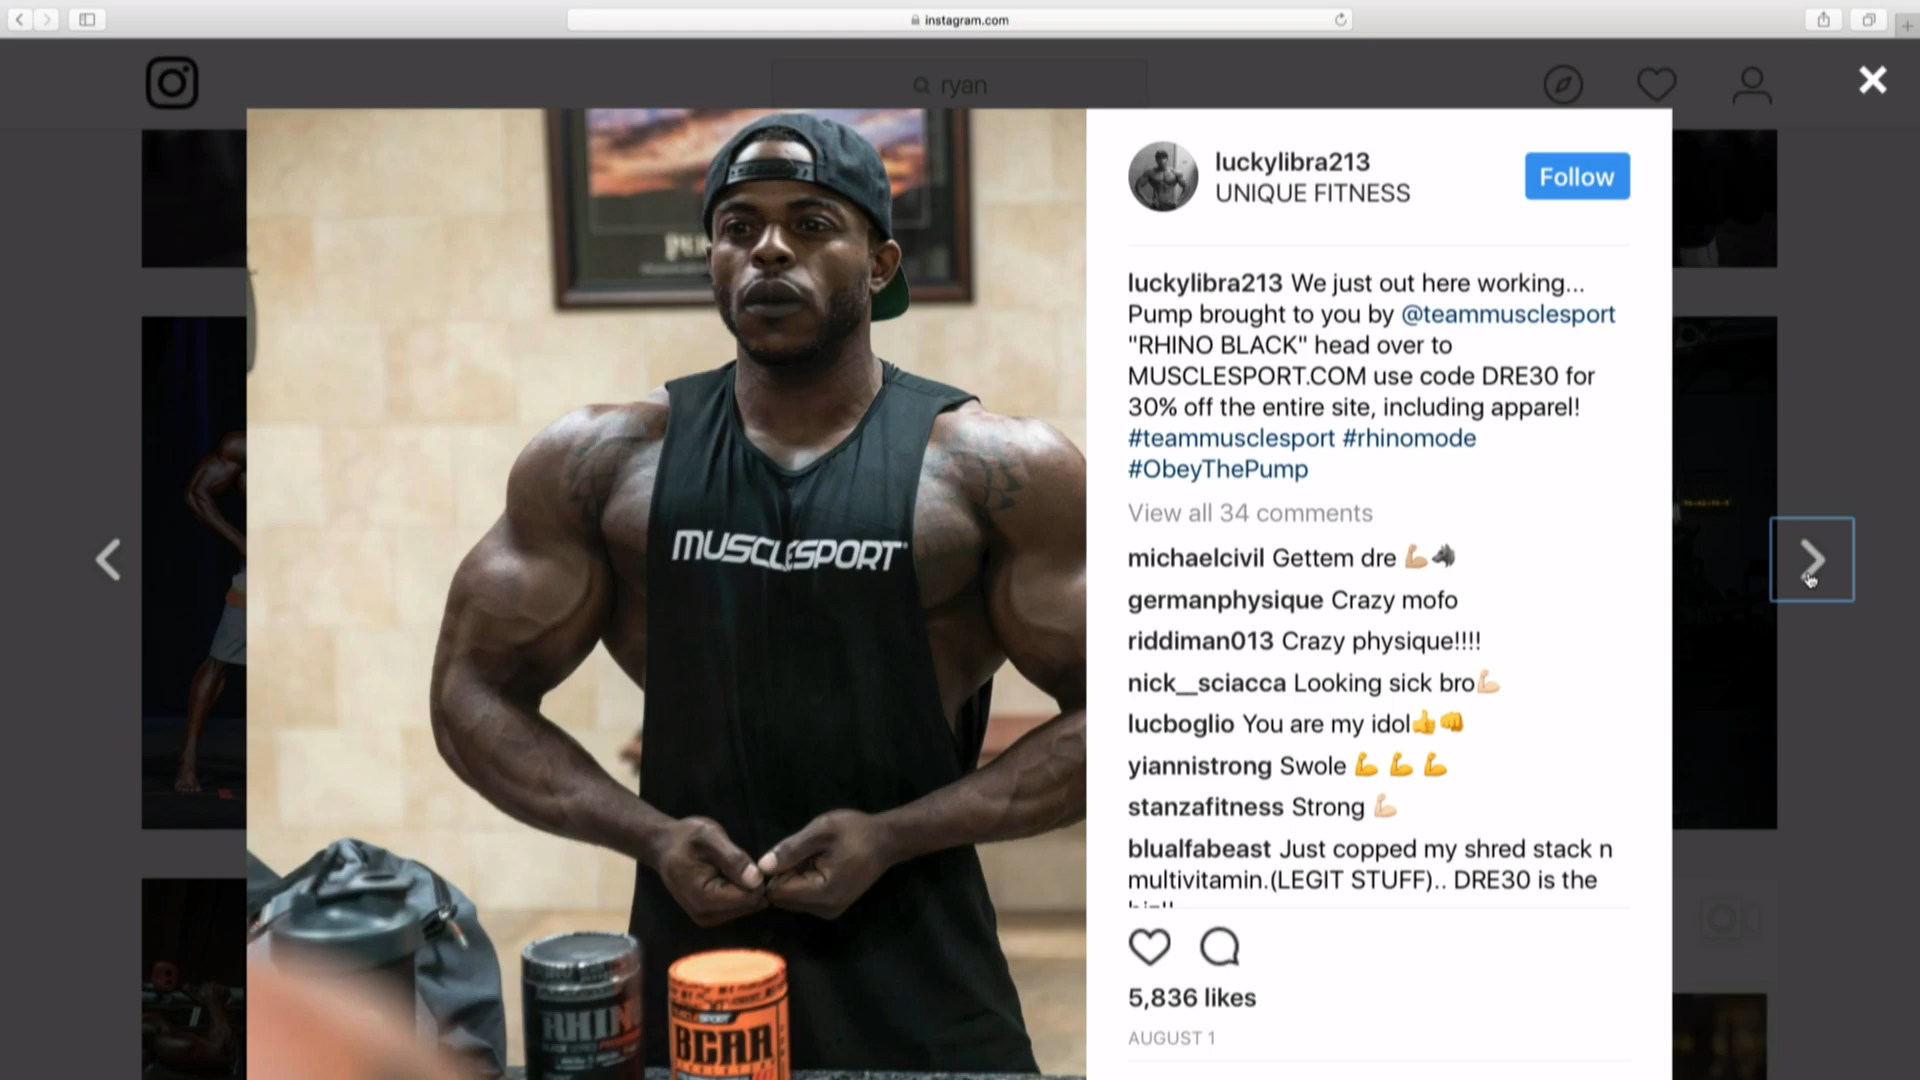 instagram.com
ryan
luckylibra213
UNIQUE FITNESS
Follow
luckylibra213 We just out here working...
Pump brought to you by @teammusclesport
"RHINO BLACK" head over to
MUSCLESPORT.COM use code DRE30 for
30% off the entire site, including apparel!
#teammusclesport #rhinomode
#ObeyThePump
View all 34 comments
michaelcivil Gettem dre 💪🏼🐺
germanphysique Crazy mofo
riddiman013 Crazy physique!!!!
nick__sciacca Looking sick bro💪🏻
lucboglio You are my idol👍👊
yiannistrong Swole 💪 💪 💪
stanzafitness Strong 💪🏻
blualfabeast Just copped my shred stack n
multivitamin.(LEGIT STUFF).. DRE30 is the
5,836 likes
AUGUST 1
MUSCLESPORT
RHINO
BCAA